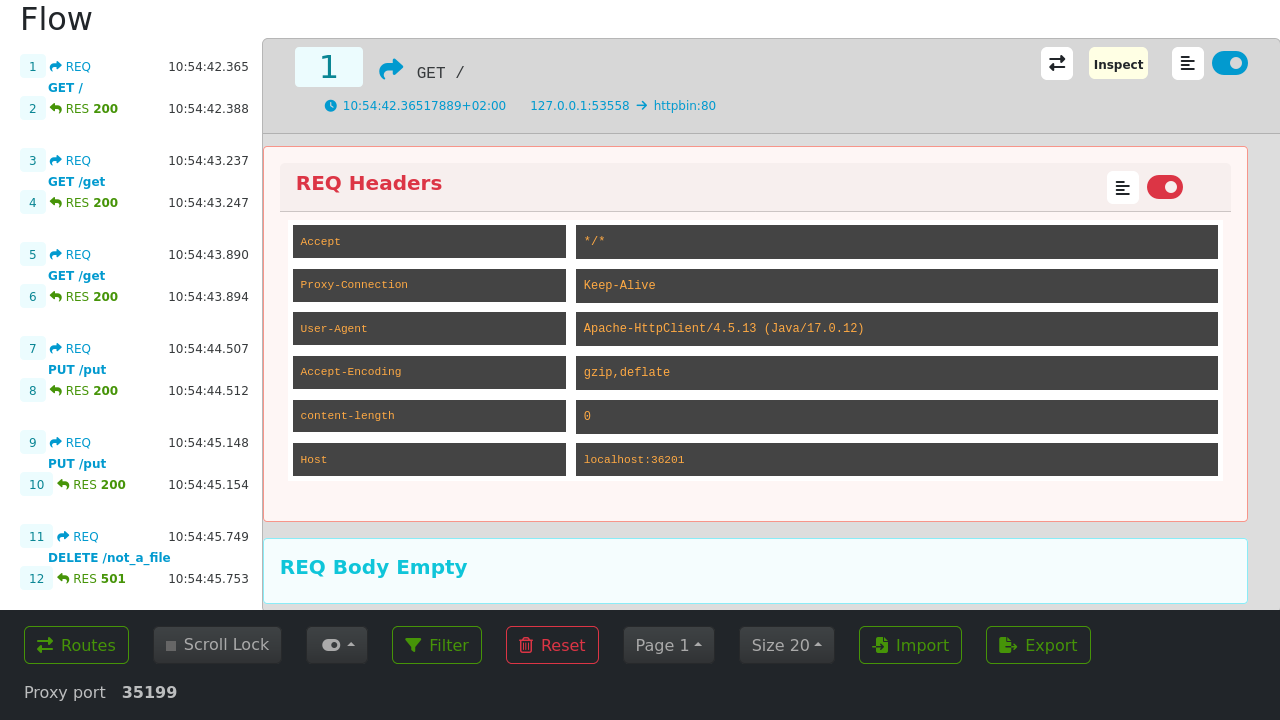 Flow
1 REQ 10:54:42.365
GET /
2 RES 200 10:54:42.388
3 REQ 10:54:43.237
GET /get
4 RES 200 10:54:43.247
5 REQ 10:54:43.890
GET /get
6 RES 200 10:54:43.894
7 REQ 10:54:44.507
PUT /put
8 RES 200 10:54:44.512
9 REQ 10:54:45.148
PUT /put
10 RES 200 10:54:45.154
11 REQ 10:54:45.749
DELETE /not_a_file
12 RES 501 10:54:45.753
1 GET / Inspect
10:54:42.36517889+02:00 127.0.0.1:53558 → httpbin:80
REQ Headers
Accept */*
Proxy-Connection Keep-Alive
User-Agent Apache-HttpClient/4.5.13 (Java/17.0.12)
Accept-Encoding gzip,deflate
content-length 0
Host localhost:36201
REQ Body Empty
Routes Scroll Lock Filter Reset Page 1 Size 20 Import Export
Proxy port 35199